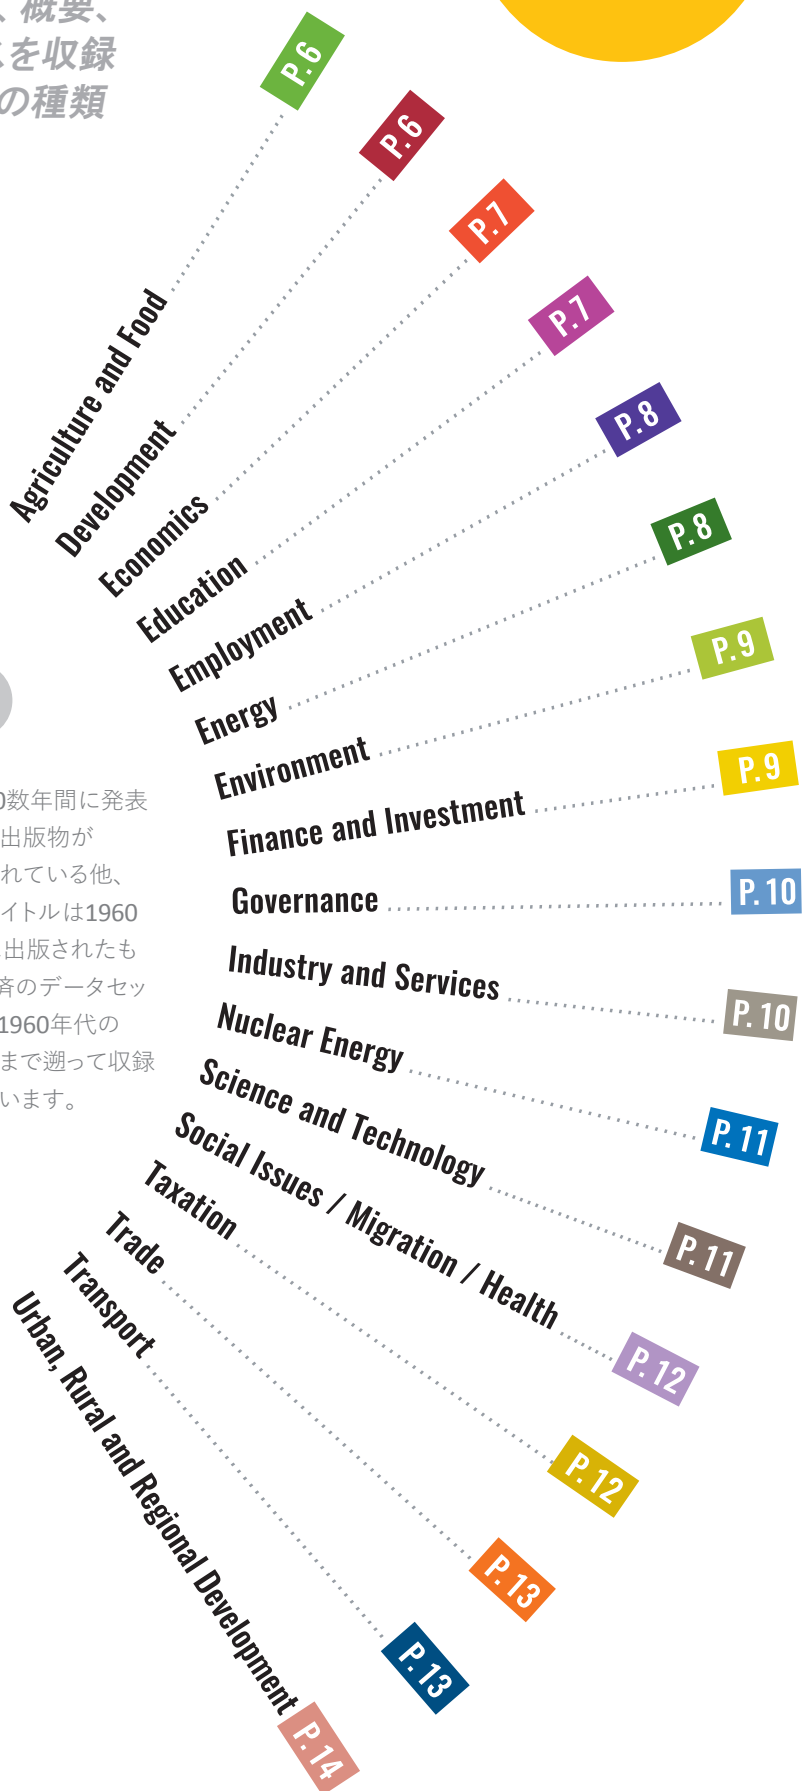 、概要、
スを収録
の種類
Agriculture and Food P.6
Development P.6
Economics P.7
Education P.7
Employment P.8
Energy P.8
Environment P.9
Finance and Investment P.9
Governance P.10
Industry and Services P.10
Nuclear Energy P.11
Science and Technology P.11
Social Issues / Migration / Health P.12
Taxation P.12
Trade P.13
Transport P.13
Urban, Rural and Regional Development P.14
0数年間に発表
出版物が
れている他、
イトルは1960
出版されたも
済のデータセッ
1960年代の
まで遡って収録
います。